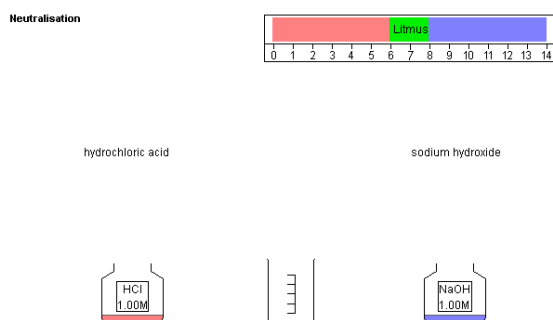 Neutralisation
Litmus
0 1 2 3 4 5 6 7 8 9 10 11 12 13 14
hydrochloric acid
sodium hydroxide
HCl
1.00M
NaOH
1.00M